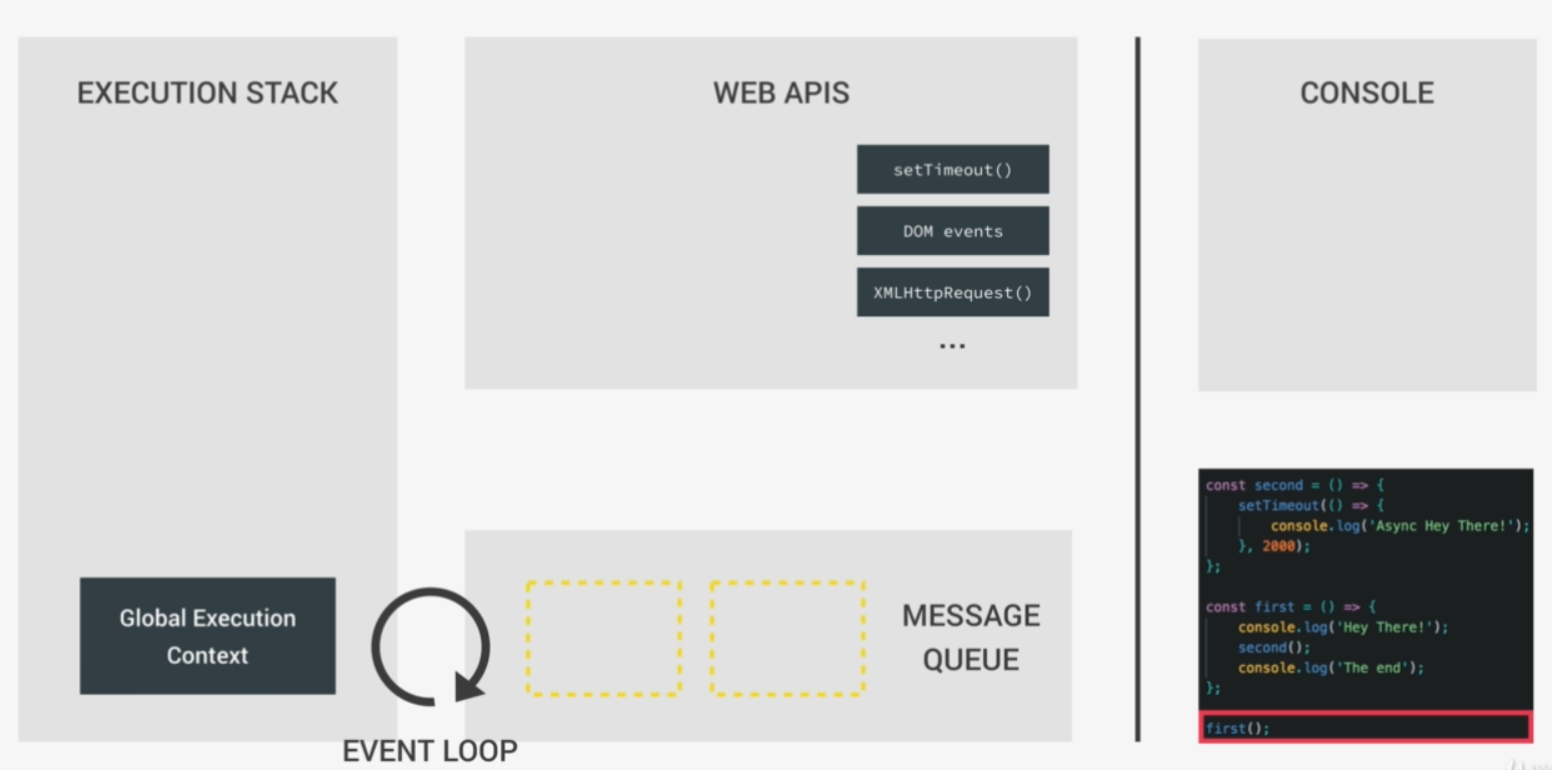 EXECUTION STACK
Global Execution
Context
EVENT LOOP
WEB APIS
setTimeout()
DOM events
XMLHttpRequest()
...
MESSAGE
QUEUE
CONSOLE
const second = () => {
    setTimeout(() => {
        console.log('Async Hey There!');
    }, 2000);
};
const first = () => {
    console.log('Hey There!');
    second();
    console.log('The end');
};
first();